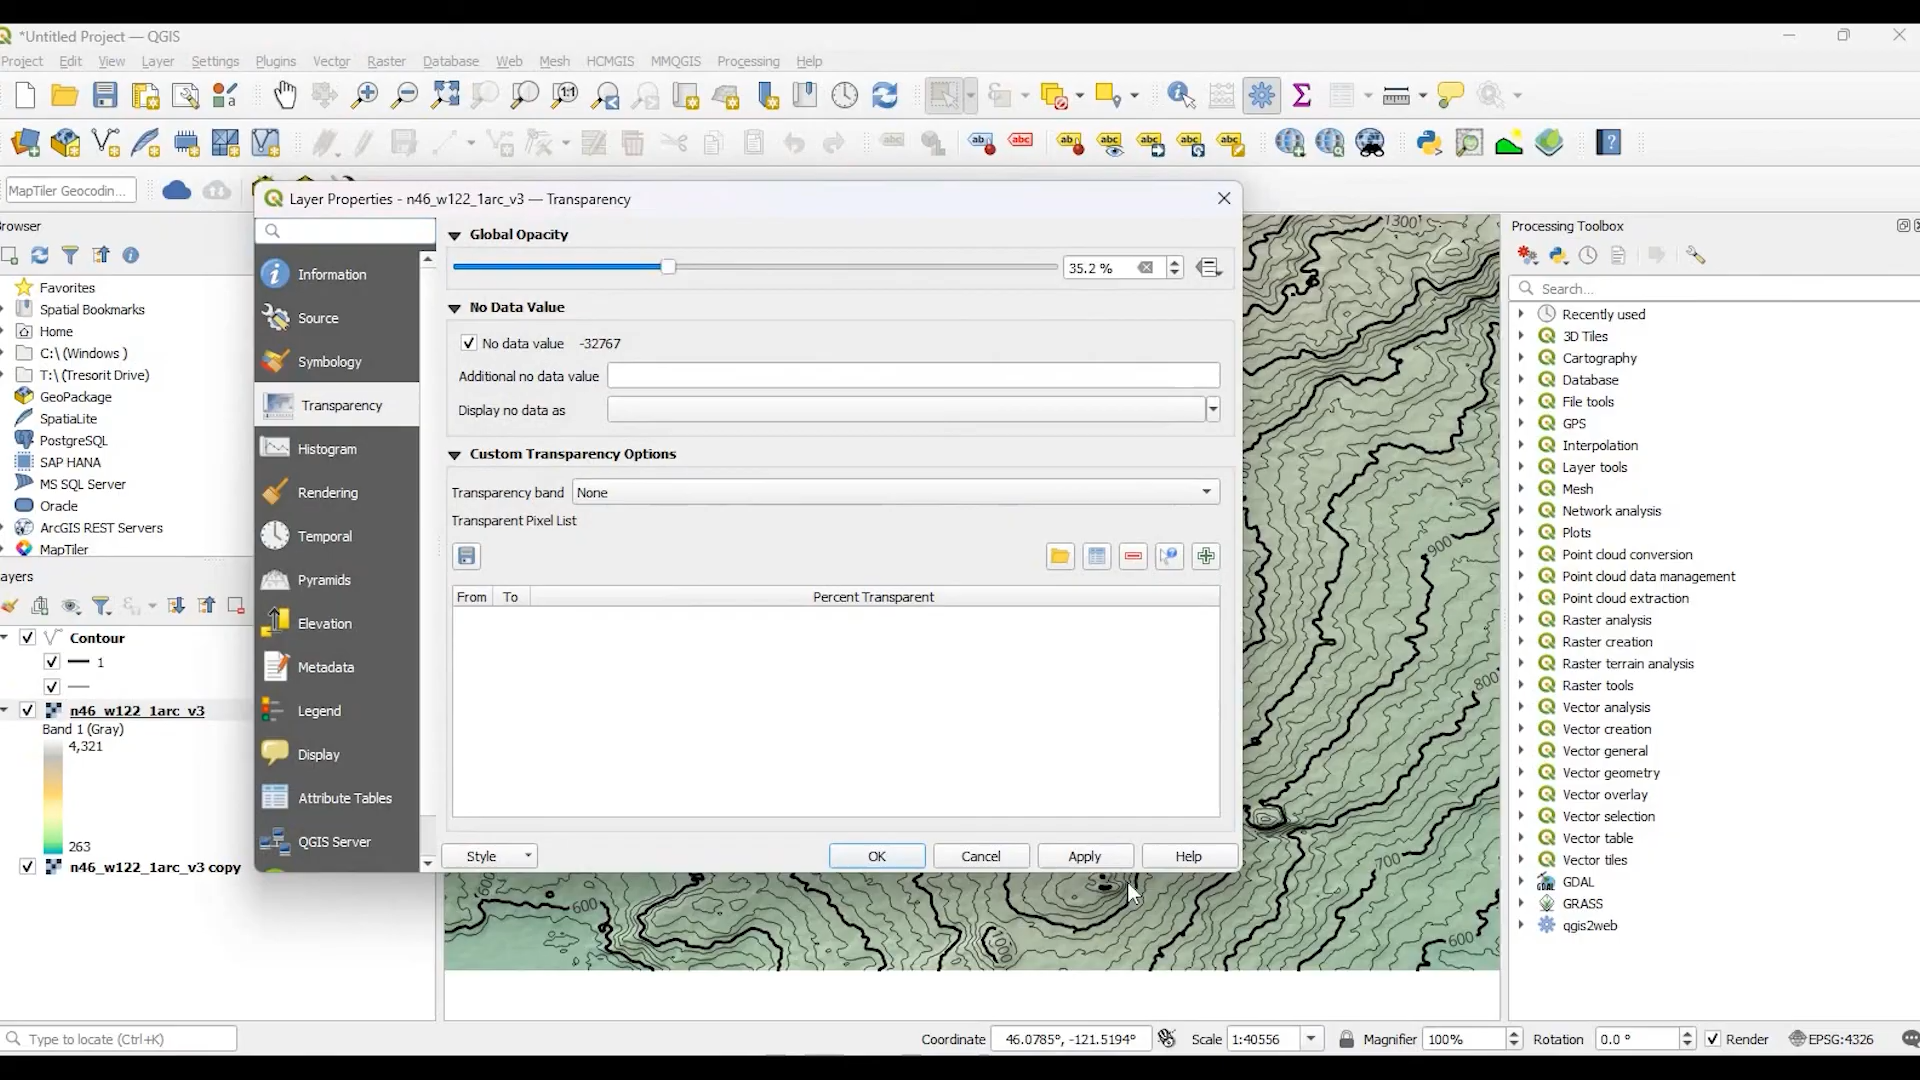 *Untitled Project — QGIS
Project Edit View Layer Settings Plugins Vector Raster Database Web Mesh HCMGIS MMQGIS Processing Help
MapTiler Geocodin...
rowser
Favorites
Spatial Bookmarks
Home
C:\ (Windows )
T:\ (Tresorit Drive)
GeoPackage
SpatiaLite
PostgreSQL
SAP HANA
MS SQL Server
Oracle
ArcGIS REST Servers
MapTiler
ayers
Contour
1
n46_w122_1arc_v3
Band 1 (Gray)
4,321
263
n46_w122_1arc_v3 copy
Layer Properties - n46_w122_1arc_v3 — Transparency
Information
Source
Symbology
Transparency
Histogram
Rendering
Temporal
Pyramids
Elevation
Metadata
Legend
Display
Attribute Tables
QGIS Server
Global Opacity
35.2 %
No Data Value
No data value -32767
Additional no data value
Display no data as
Custom Transparency Options
Transparency band None
Transparent Pixel List
From To Percent Transparent
Style OK Cancel Apply Help
1300
900
800
700
600
600
600
1000
Processing Toolbox
Search...
Recently used
3D Tiles
Cartography
Database
File tools
GPS
Interpolation
Layer tools
Mesh
Network analysis
Plots
Point cloud conversion
Point cloud data management
Point cloud extraction
Raster analysis
Raster creation
Raster terrain analysis
Raster tools
Vector analysis
Vector creation
Vector general
Vector geometry
Vector overlay
Vector selection
Vector table
Vector tiles
GDAL
GRASS
qgis2web
Type to locate (Ctrl+K) Coordinate 46.0785°, -121.5194° Scale 1:40556 Magnifier 100% Rotation 0.0 ° Render EPSG:4326